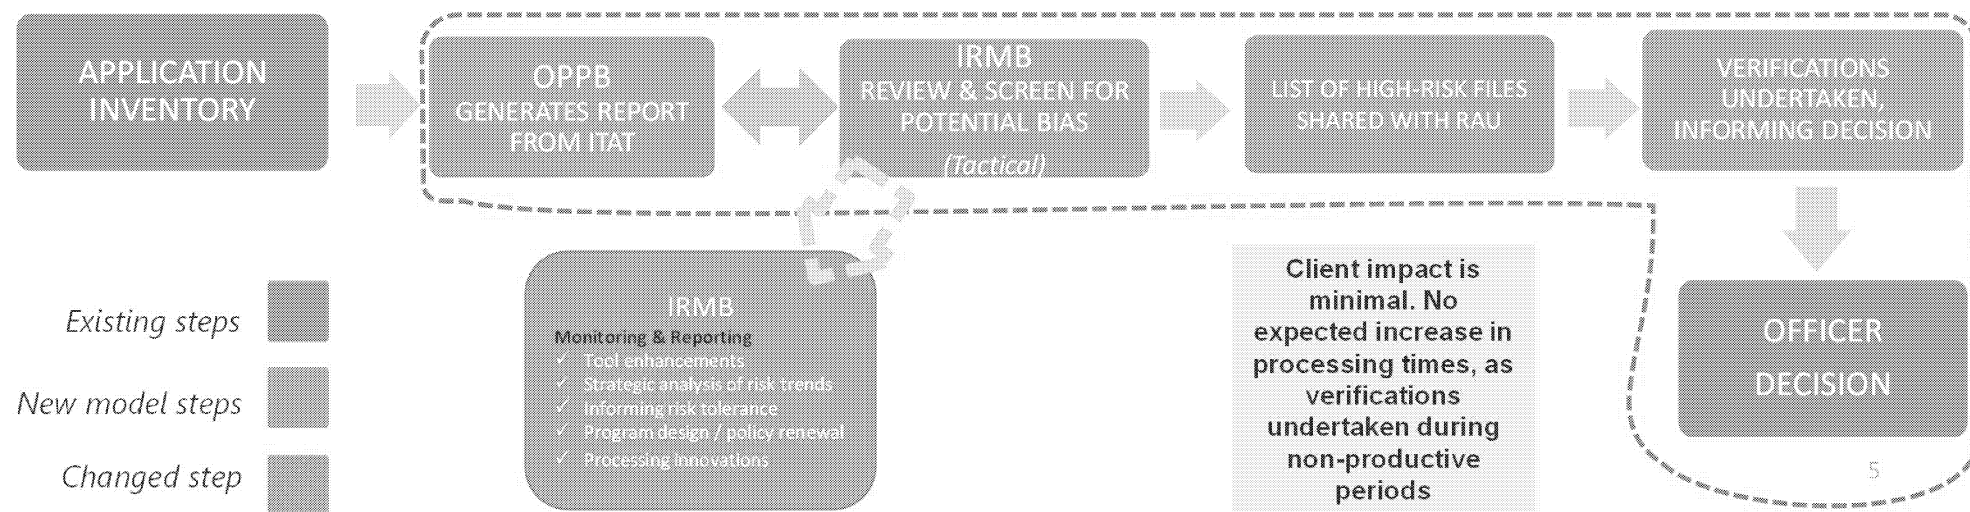 APPLICATION
INVENTORY
OPPB
GENERATES REPORT
FROM ITAT
IRMB
REVIEW & SCREEN FOR
POTENTIAL BIAS
(Tactical)
LIST OF HIGH-RISK FILES
SHARED WITH RAU
VERIFICATIONS
UNDERTAKEN,
INFORMING DECISION
OFFICER
DECISION
IRMB
Monitoring & Reporting
✓ Tool enhancements
✓ Strategic analysis of risk trends
✓ Informing risk tolerance
✓ Program design / policy renewal
✓ Processing innovations
Client impact is
minimal. No
expected increase in
processing times, as
verifications
undertaken during
non-productive
periods
Existing steps
New model steps
Changed step
5